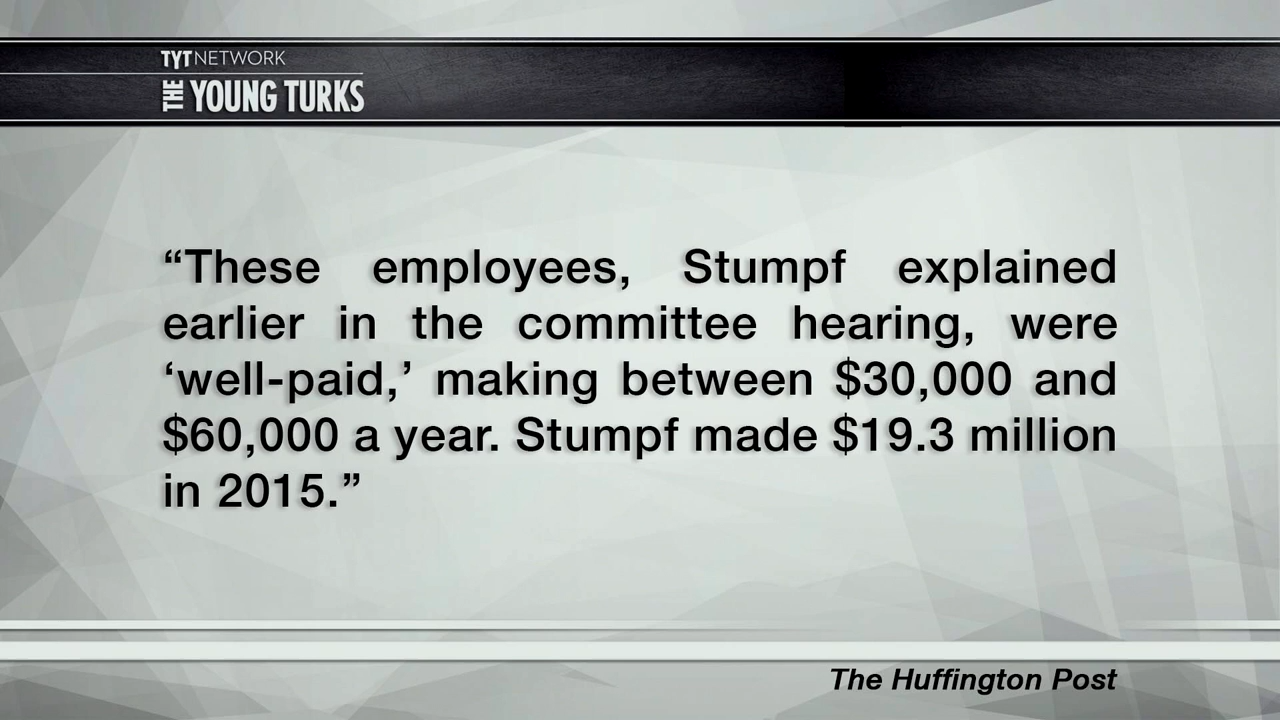 TYT NETWORK
THE YOUNG TURKS
“These employees, Stumpf explained
earlier in the committee hearing, were
‘well-paid,’ making between $30,000 and
$60,000 a year. Stumpf made $19.3 million
in 2015.”
The Huffington Post